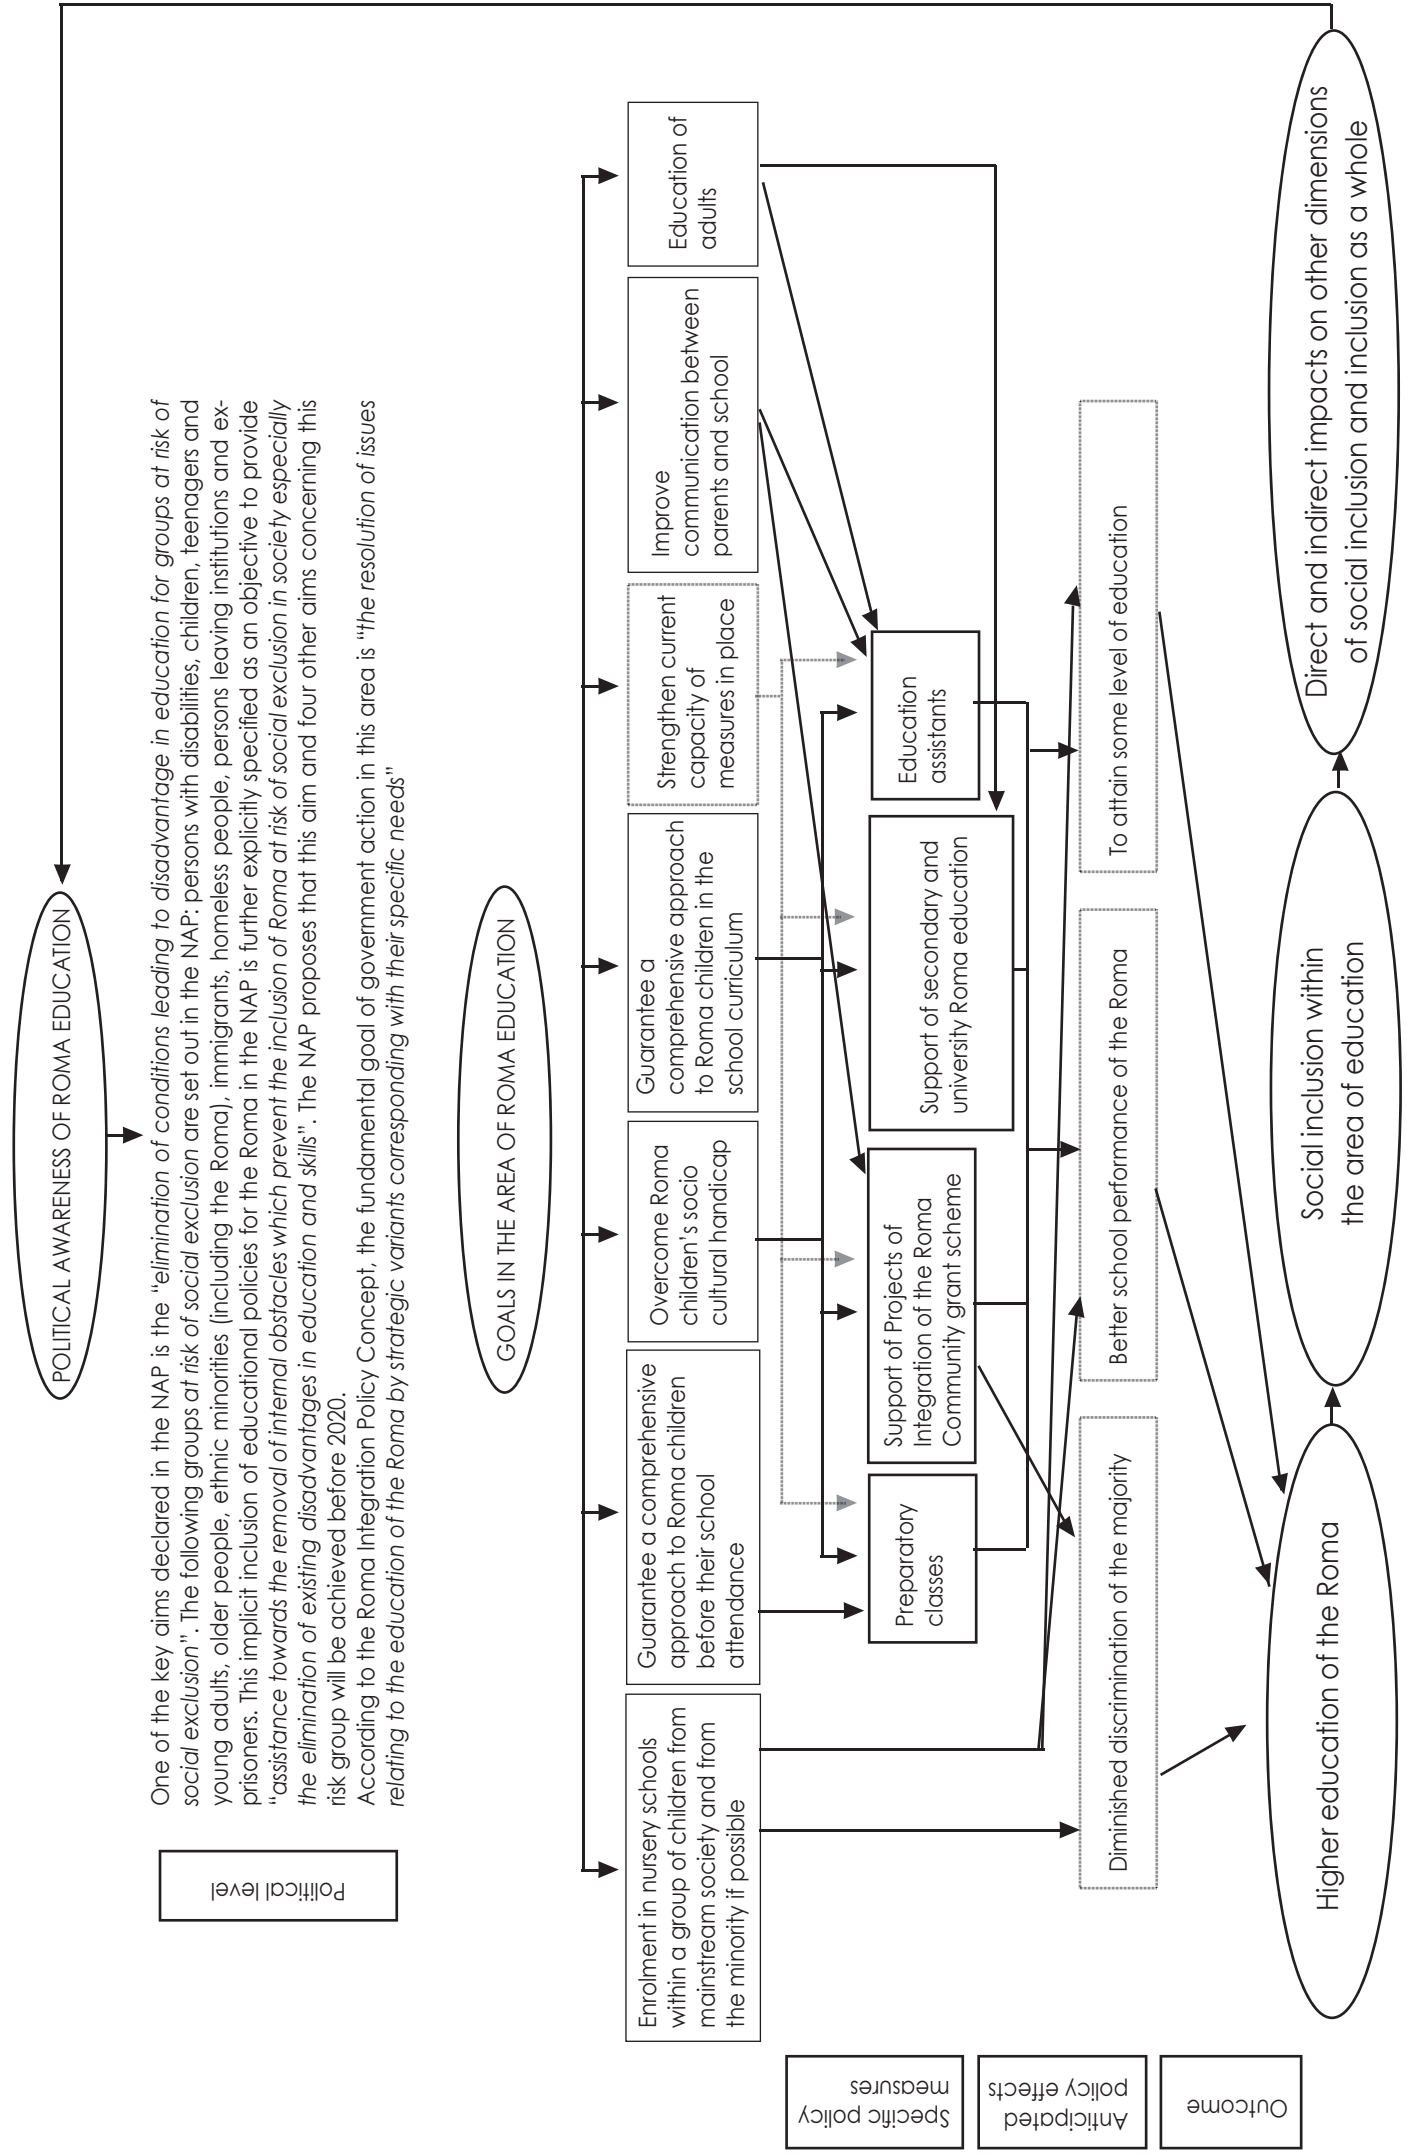 POLITICAL AWARENESS OF ROMA EDUCATION
Political level
One of the key aims declared in the NAP is the “elimination of conditions leading to disadvantage in education for groups at risk of
social exclusion”. The following groups at risk of social exclusion are set out in the NAP: persons with disabilities, children, teenagers and
young adults, older people, ethnic minorities (including the Roma), immigrants, homeless people, persons leaving institutions and ex-
prisoners. This implicit inclusion of educational policies for the Roma in the NAP is further explicitly specified as an objective to provide
“assistance towards the removal of internal obstacles which prevent the inclusion of Roma at risk of social exclusion in society especially
the elimination of existing disadvantages in education and skills”. The NAP proposes that this aim and four other aims concerning this
risk group will be achieved before 2020.
According to the Roma Integration Policy Concept, the fundamental goal of government action in this area is “the resolution of issues
relating to the education of the Roma by strategic variants corresponding with their specific needs”
GOALS IN THE AREA OF ROMA EDUCATION
Enrolment in nursery schools
within a group of children from
mainstream society and from
the minority if possible
Guarantee a comprehensive
approach to Roma children
before their school
attendance
Overcome Roma
children’s socio
cultural handicap
Guarantee a
comprehensive approach
to Roma children in the
school curriculum
Strengthen current
capacity of
measures in place
Improve
communication between
parents and school
Education of
adults
Specific policy
measures
Preparatory
classes
Support of Projects of
Integration of the Roma
Community grant scheme
Support of secondary and
university Roma education
Education
assistants
Anticipated
policy effects
Diminished discrimination of the majority
Better school performance of the Roma
To attain some level of education
Outcome
Higher education of the Roma
Social inclusion within
the area of education
Direct and indirect impacts on other dimensions
of social inclusion and inclusion as a whole